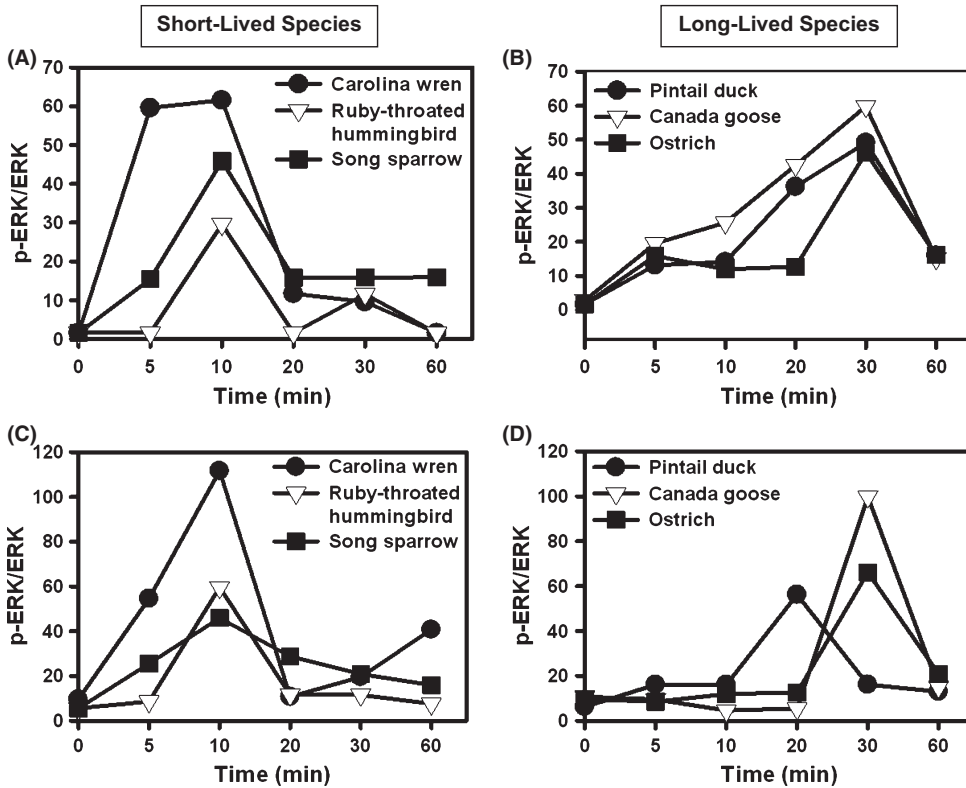 Short-Lived Species
Long-Lived Species
(A)
70
60
50
40
30
20
10
0
p-ERK/ERK
Carolina wren
Ruby-throated
hummingbird
Song sparrow
0 5 10 20 30 60
Time (min)
(B)
70
60
50
40
30
20
10
0
p-ERK/ERK
Pintail duck
Canada goose
Ostrich
0 5 10 20 30 60
Time (min)
(C)
120
100
80
60
40
20
0
p-ERK/ERK
Carolina wren
Ruby-throated
hummingbird
Song sparrow
0 5 10 20 30 60
Time (min)
(D)
120
100
80
60
40
20
0
p-ERK/ERK
Pintail duck
Canada goose
Ostrich
0 5 10 20 30 60
Time (min)